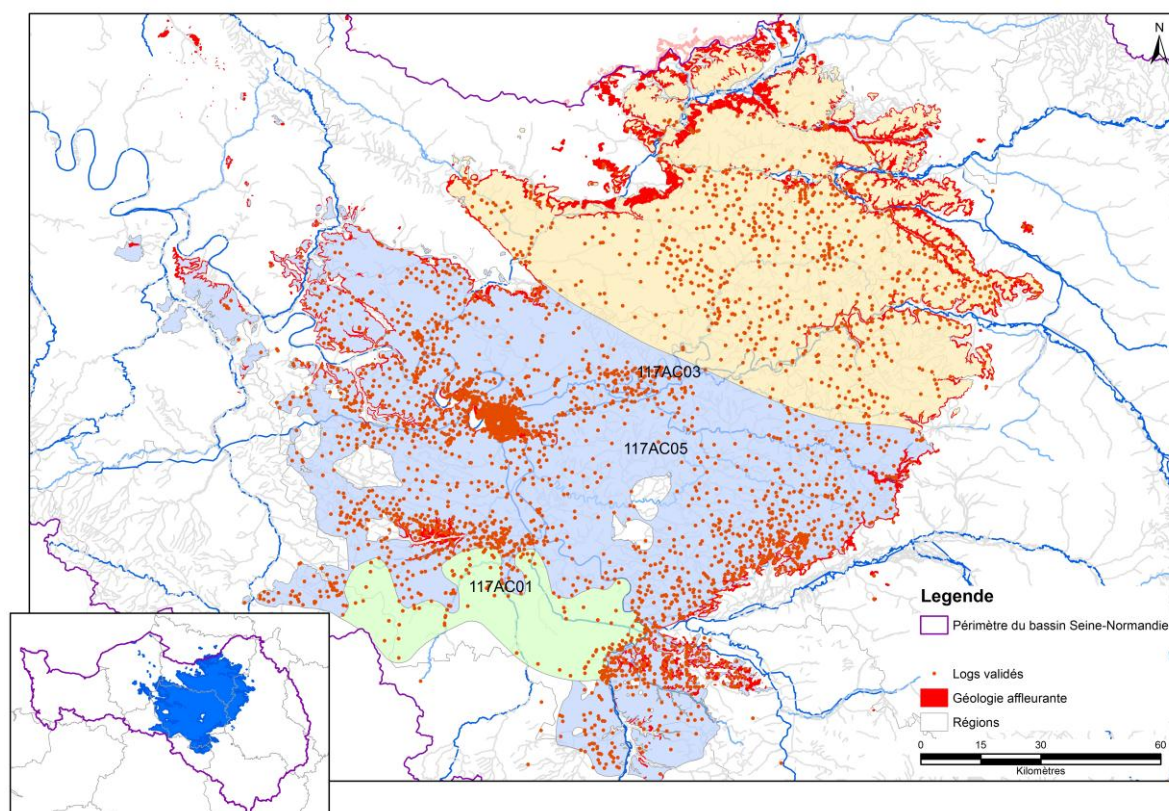 N
117AC03
117AC05
117AC01
Legende
Périmètre du bassin Seine-Normandie
Logs validés
Géologie affleurante
Régions
0 15 30 60
Kilomètres